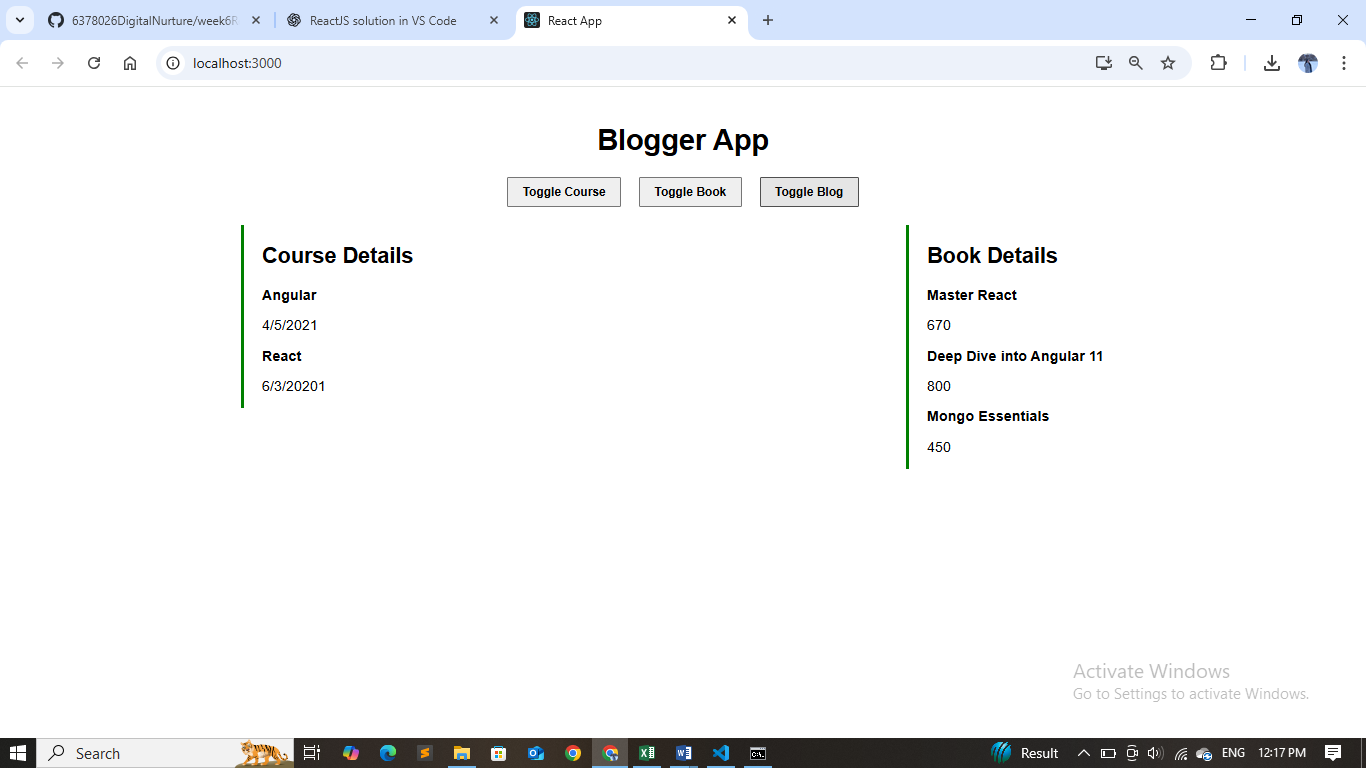 6378026DigitalNurture/week6R
ReactJS solution in VS Code
React App
localhost:3000
Blogger App
Toggle Course
Toggle Book
Toggle Blog
Course Details
Angular
4/5/2021
React
6/3/20201
Book Details
Master React
670
Deep Dive into Angular 11
800
Mongo Essentials
450
Activate Windows
Go to Settings to activate Windows.
Search
Result
ENG
12:17 PM